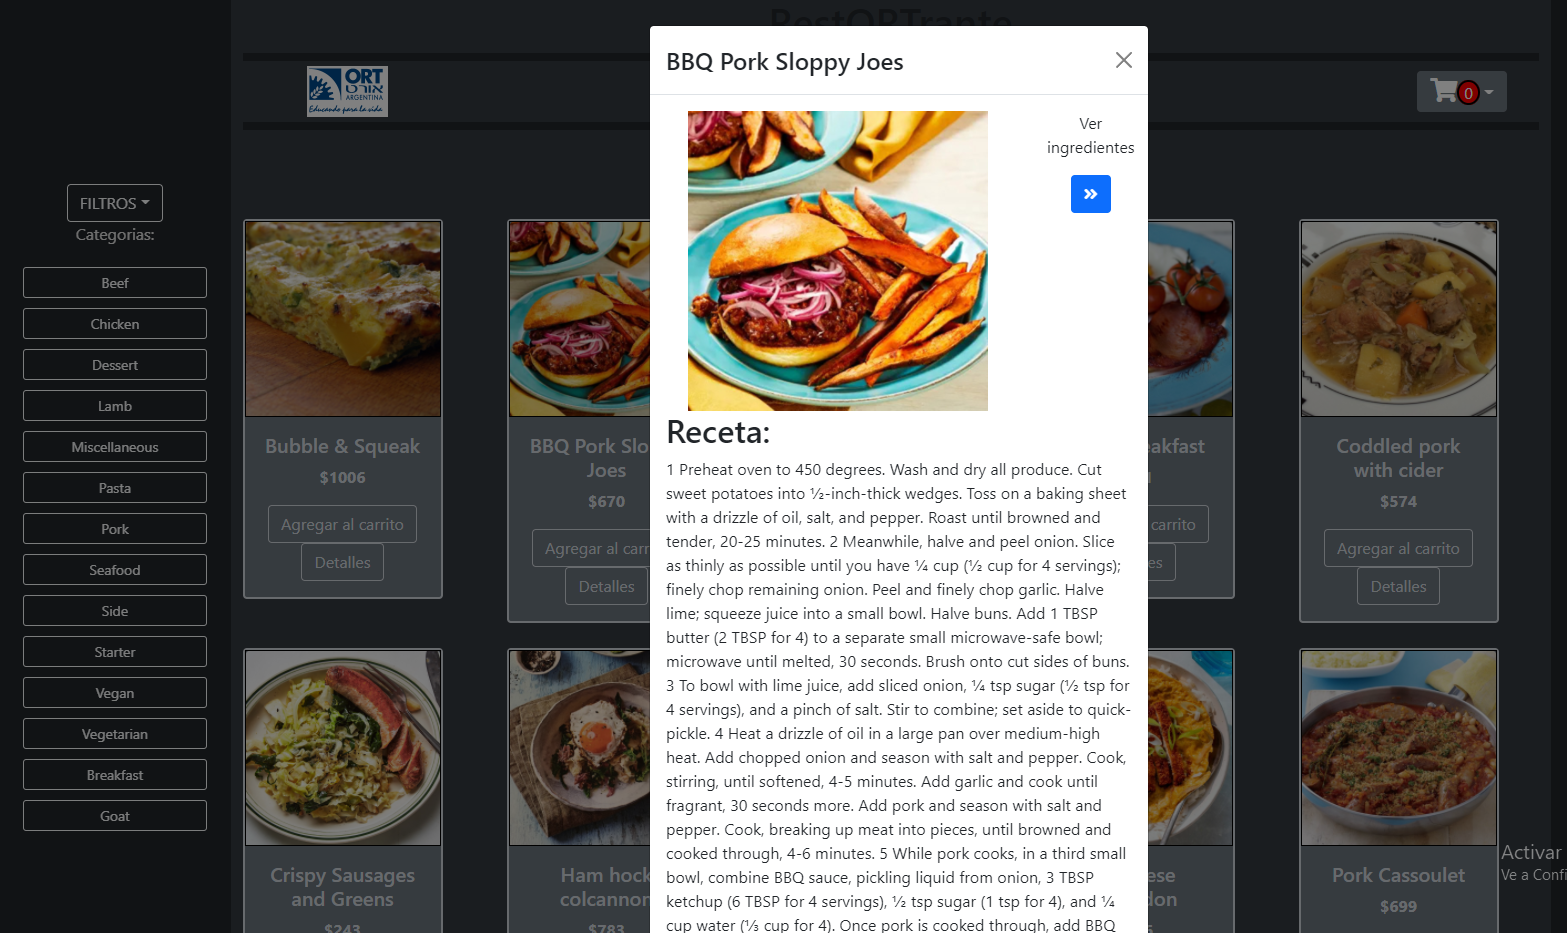 RestORTrante
ORT
אורט
ARGENTINA
Educando para la vida
0
FILTROS
Categorias:
Beef
Chicken
Dessert
Lamb
Miscellaneous
Pasta
Pork
Seafood
Side
Starter
Vegan
Vegetarian
Breakfast
Goat
BBQ Pork Sloppy Joes
Ver
ingredientes
»
Receta:
1 Preheat oven to 450 degrees. Wash and dry all produce. Cut
sweet potatoes into ½-inch-thick wedges. Toss on a baking sheet
with a drizzle of oil, salt, and pepper. Roast until browned and
tender, 20-25 minutes. 2 Meanwhile, halve and peel onion. Slice
as thinly as possible until you have ¼ cup (½ cup for 4 servings);
finely chop remaining onion. Peel and finely chop garlic. Halve
lime; squeeze juice into a small bowl. Halve buns. Add 1 TBSP
butter (2 TBSP for 4) to a separate small microwave-safe bowl;
microwave until melted, 30 seconds. Brush onto cut sides of buns.
3 To bowl with lime juice, add sliced onion, ¼ tsp sugar (½ tsp for
4 servings), and a pinch of salt. Stir to combine; set aside to quick-
pickle. 4 Heat a drizzle of oil in a large pan over medium-high
heat. Add chopped onion and season with salt and pepper. Cook,
stirring, until softened, 4-5 minutes. Add garlic and cook until
fragrant, 30 seconds more. Add pork and season with salt and
pepper. Cook, breaking up meat into pieces, until browned and
cooked through, 4-6 minutes. 5 While pork cooks, in a third small
bowl, combine BBQ sauce, pickling liquid from onion, 3 TBSP
ketchup (6 TBSP for 4 servings), ½ tsp sugar (1 tsp for 4), and ¼
cup water (⅓ cup for 4). Once pork is cooked through, add BBQ
Bubble & Squeak
$1006
Agregar al carrito
Detalles
BBQ Pork Slo
Joes
$670
Agregar al carr
Detalles
eakfast
carrito
es
Coddled pork
with cider
$574
Agregar al carrito
Detalles
Crispy Sausages
and Greens
$243
Ham hock
colcannon
$783
ese
don
Pork Cassoulet
$699
Activar
Ve a Confi